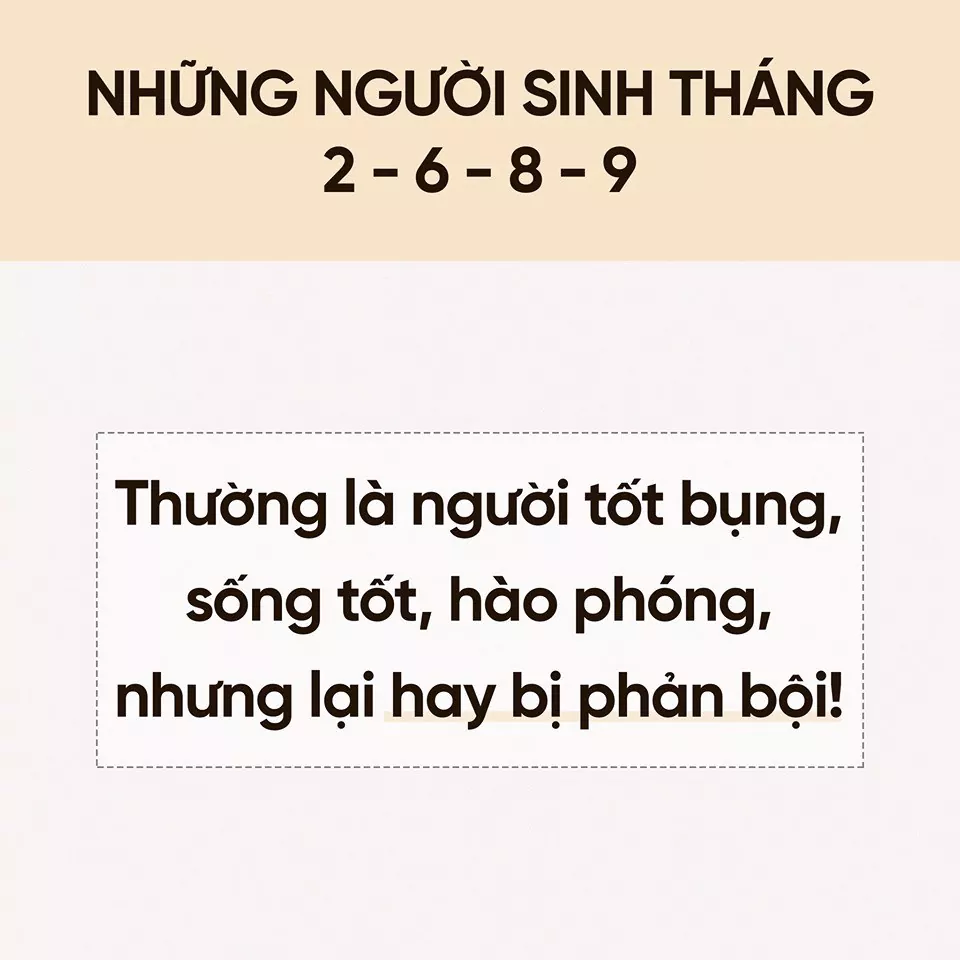 NHỮNG NGƯỜI SINH THÁNG
2 - 6 - 8 - 9
Thường là người tốt bụng,
sống tốt, hào phóng,
nhưng lại hay bị phản bội!